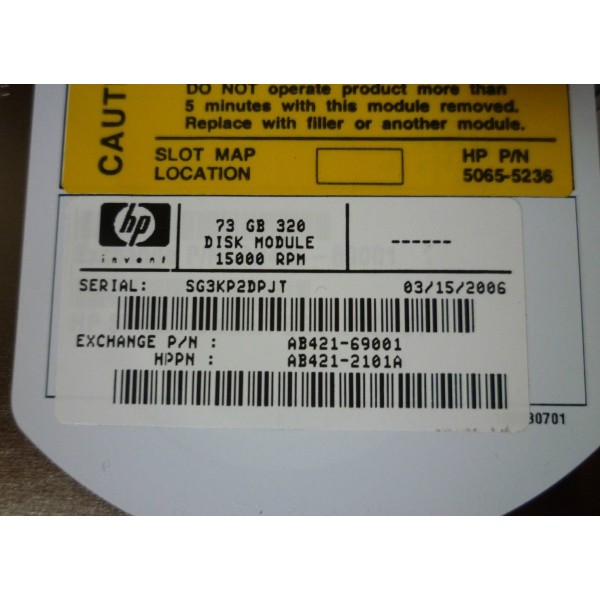 CAUT
DO NOT operate product more than
5 minutes with this module removed.
Replace with filler or another module.
SLOT MAP
LOCATION
HP P/N
5065-5236
hp
invent
73 GB 320
DISK MODULE
15000 RPM
------
SERIAL: SG3KP2DPJT 03/15/2006
EXCHANGE P/N : AB421-69001
HPPN : AB421-2101A
80701